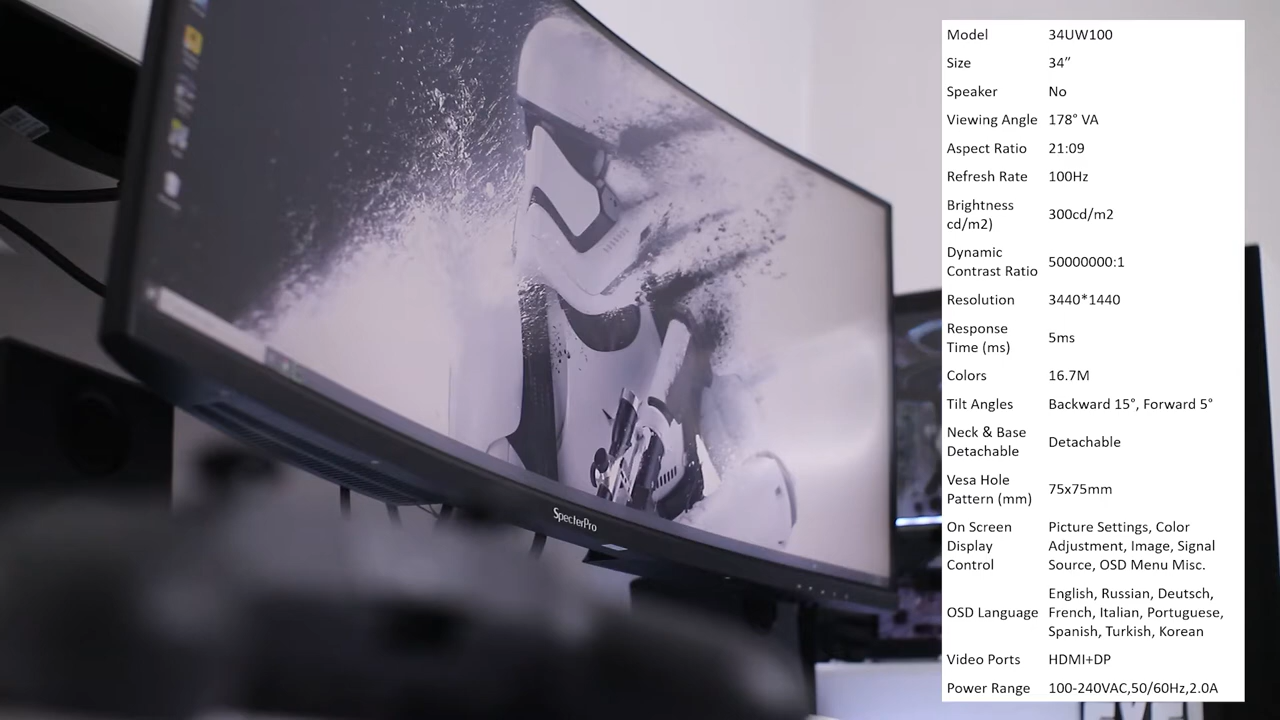 SpecterPro
Model 34UW100
Size 34”
Speaker No
Viewing Angle 178° VA
Aspect Ratio 21:09
Refresh Rate 100Hz
Brightness
cd/m2) 300cd/m2
Dynamic
Contrast Ratio 50000000:1
Resolution 3440*1440
Response
Time (ms) 5ms
Colors 16.7M
Tilt Angles Backward 15°, Forward 5°
Neck & Base
Detachable Detachable
Vesa Hole
Pattern (mm) 75x75mm
On Screen
Display
Control
Picture Settings, Color
Adjustment, Image, Signal
Source, OSD Menu Misc.
OSD Language
English, Russian, Deutsch,
French, Italian, Portuguese,
Spanish, Turkish, Korean
Video Ports HDMI+DP
Power Range 100-240VAC,50/60Hz,2.0A